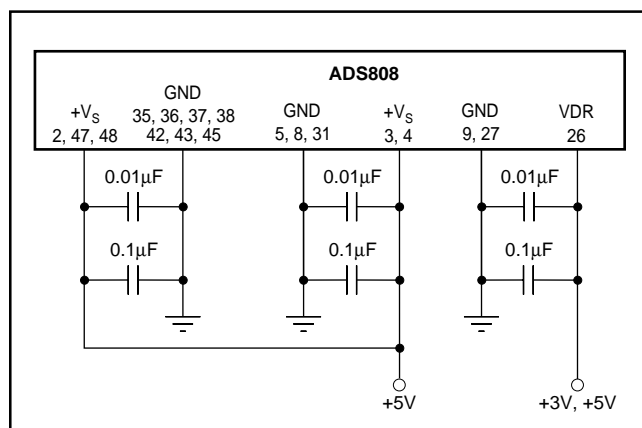 ADS808
+VS
2, 47, 48
GND
35, 36, 37, 38
42, 43, 45
GND
5, 8, 31
+VS
3, 4
GND
9, 27
VDR
26
0.01µF
0.01µF
0.01µF
0.1µF
0.1µF
0.1µF
+5V
+3V, +5V